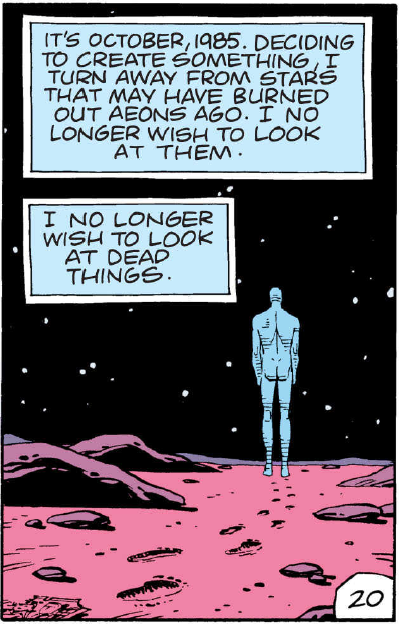 IT'S OCTOBER, 1985. DECIDING
TO CREATE SOMETHING, I
TURN AWAY FROM STARS
THAT MAY HAVE BURNED
OUT AEONS AGO. I NO
LONGER WISH TO LOOK
AT THEM.
I NO LONGER
WISH TO LOOK
AT DEAD
THINGS.
20